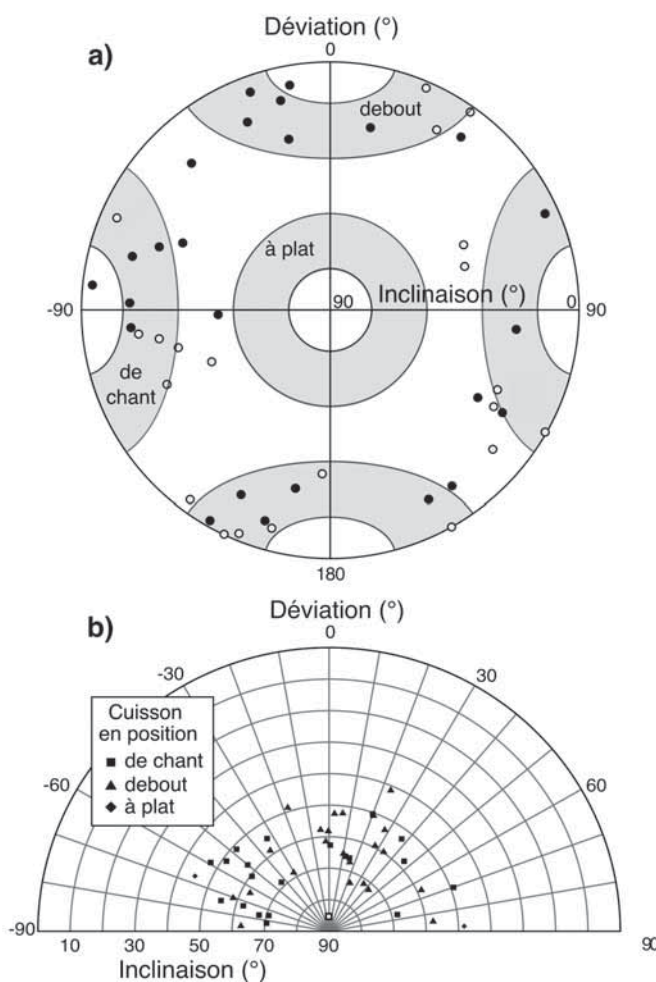 Déviation (°)
a)
0
debout
à plat
-90
90
Inclinaison (°)
0
90
de
chant
180
Déviation (°)
b)
0
-30
30
Cuisson
en position
de chant
debout
à plat
-60
60
-90
10
30
50
70
90
90
Inclinaison (°)